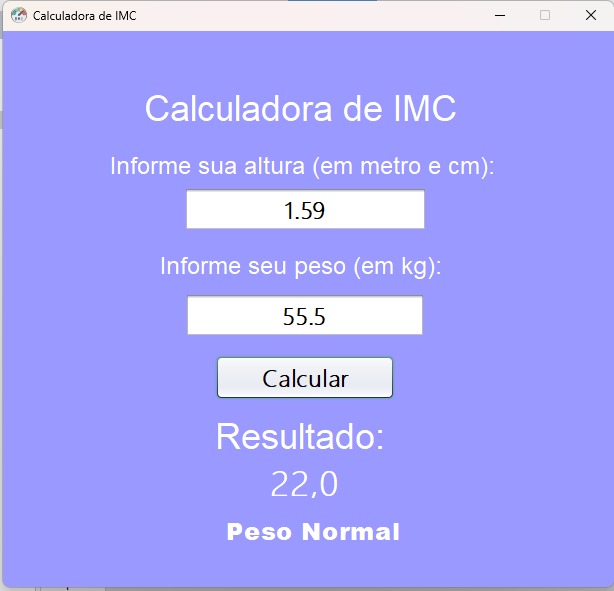 Calculadora de IMC
Calculadora de IMC
Informe sua altura (em metro e cm):
1.59
Informe seu peso (em kg):
55.5
Calcular
Resultado:
22,0
Peso Normal